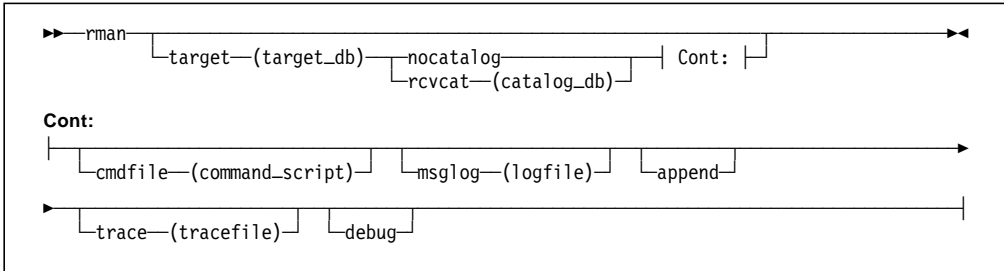 rman
target (target_db) nocatalog Cont:
rcvcat (catalog_db)
Cont:
cmdfile (command_script) msglog (logfile) append
trace (tracefile) debug